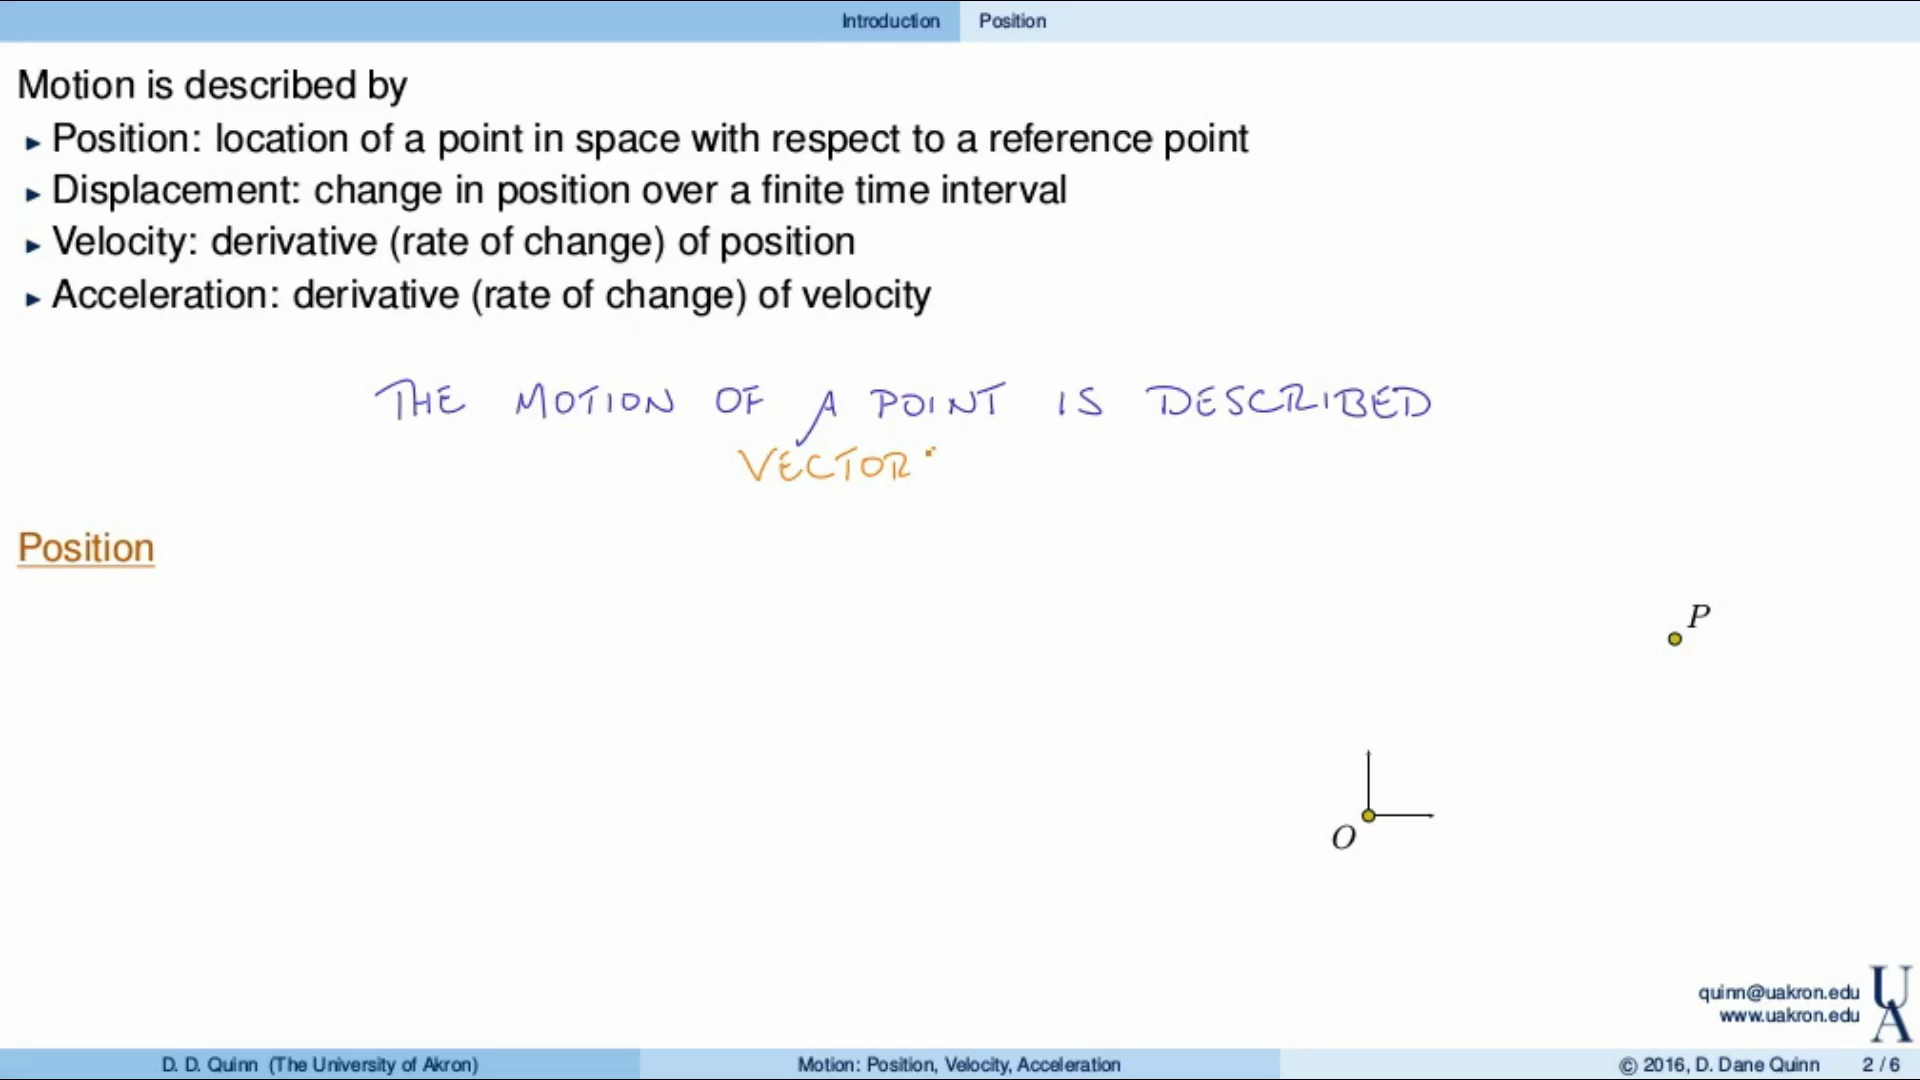 Introduction Position
Motion is described by
▸ Position: location of a point in space with respect to a reference point
▸ Displacement: change in position over a finite time interval
▸ Velocity: derivative (rate of change) of position
▸ Acceleration: derivative (rate of change) of velocity
THE MOTION OF A POINT IS DESCRIBED
VECTOR
Position
P
O
quinn@uakron.edu
www.uakron.edu
UA
D. D. Quinn (The University of Akron) Motion: Position, Velocity, Acceleration © 2016, D. Dane Quinn 2 / 6